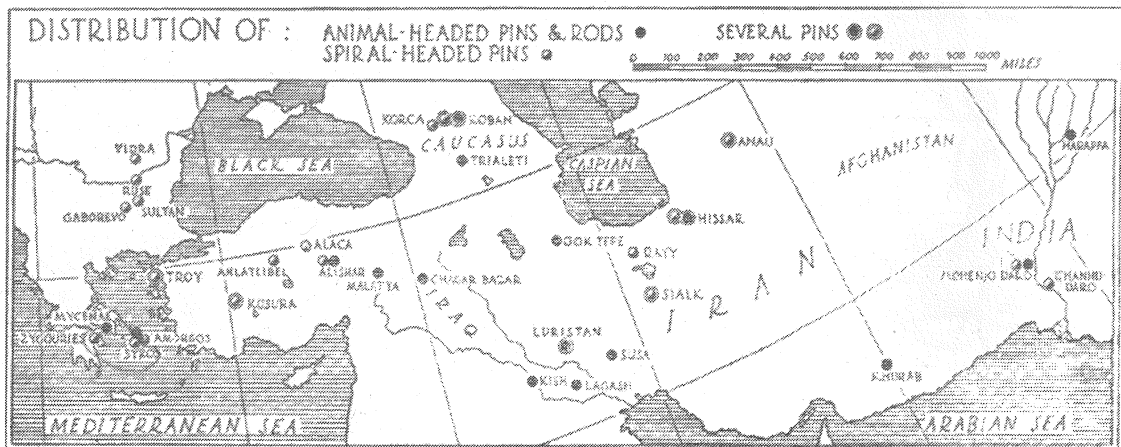 DISTRIBUTION OF :
ANIMAL-HEADED PINS & RODS
SEVERAL PINS
SPIRAL-HEADED PINS
0 100 200 300 400 500 600 700 800 900 1000 MILES
KORCA
KOBAN
CAUCASUS
TRIALETI
BLACK SEA
CASPIAN SEA
ANAU
AFGHANISTAN
HARAPPA
VIDRA
RUSE
SULTAN
GABOREVO
HISSAR
INDIA
ALACA
GOK TEPE
RAYY
TROY
AHLATLIBEL
ALISHAR
MALATYA
CHAGAR BAZAR
MOHENJO DARO
CHANHU DARO
KUSURA
SIALK
IRAN
IRAQ
MYCENAE
ZYGOURIES
AMORGOS
SYROS
LURISTAN
SUSA
KHURAB
KISH
LAGASH
MEDITERRANEAN SEA
ARABIAN SEA